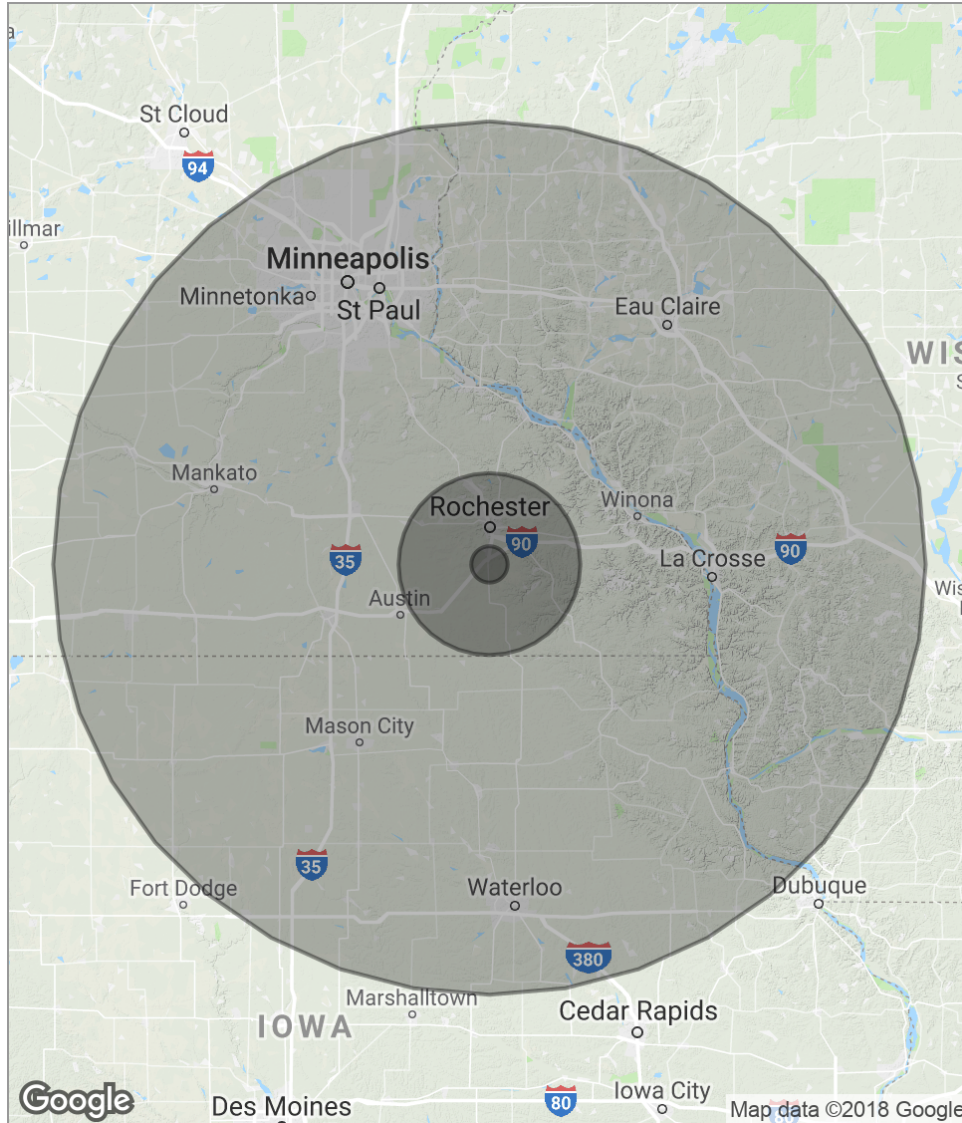 St Cloud
94
illmar
Minneapolis
Minnetonka
St Paul
Eau Claire
WIS
S
Mankato
Winona
Rochester
90
35
La Crosse
90
Austin
Wis
Mason City
35
Fort Dodge
Waterloo
Dubuque
380
Marshalltown
Cedar Rapids
IOWA
Iowa City
80
Google
Des Moines
Map data ©2018 Google